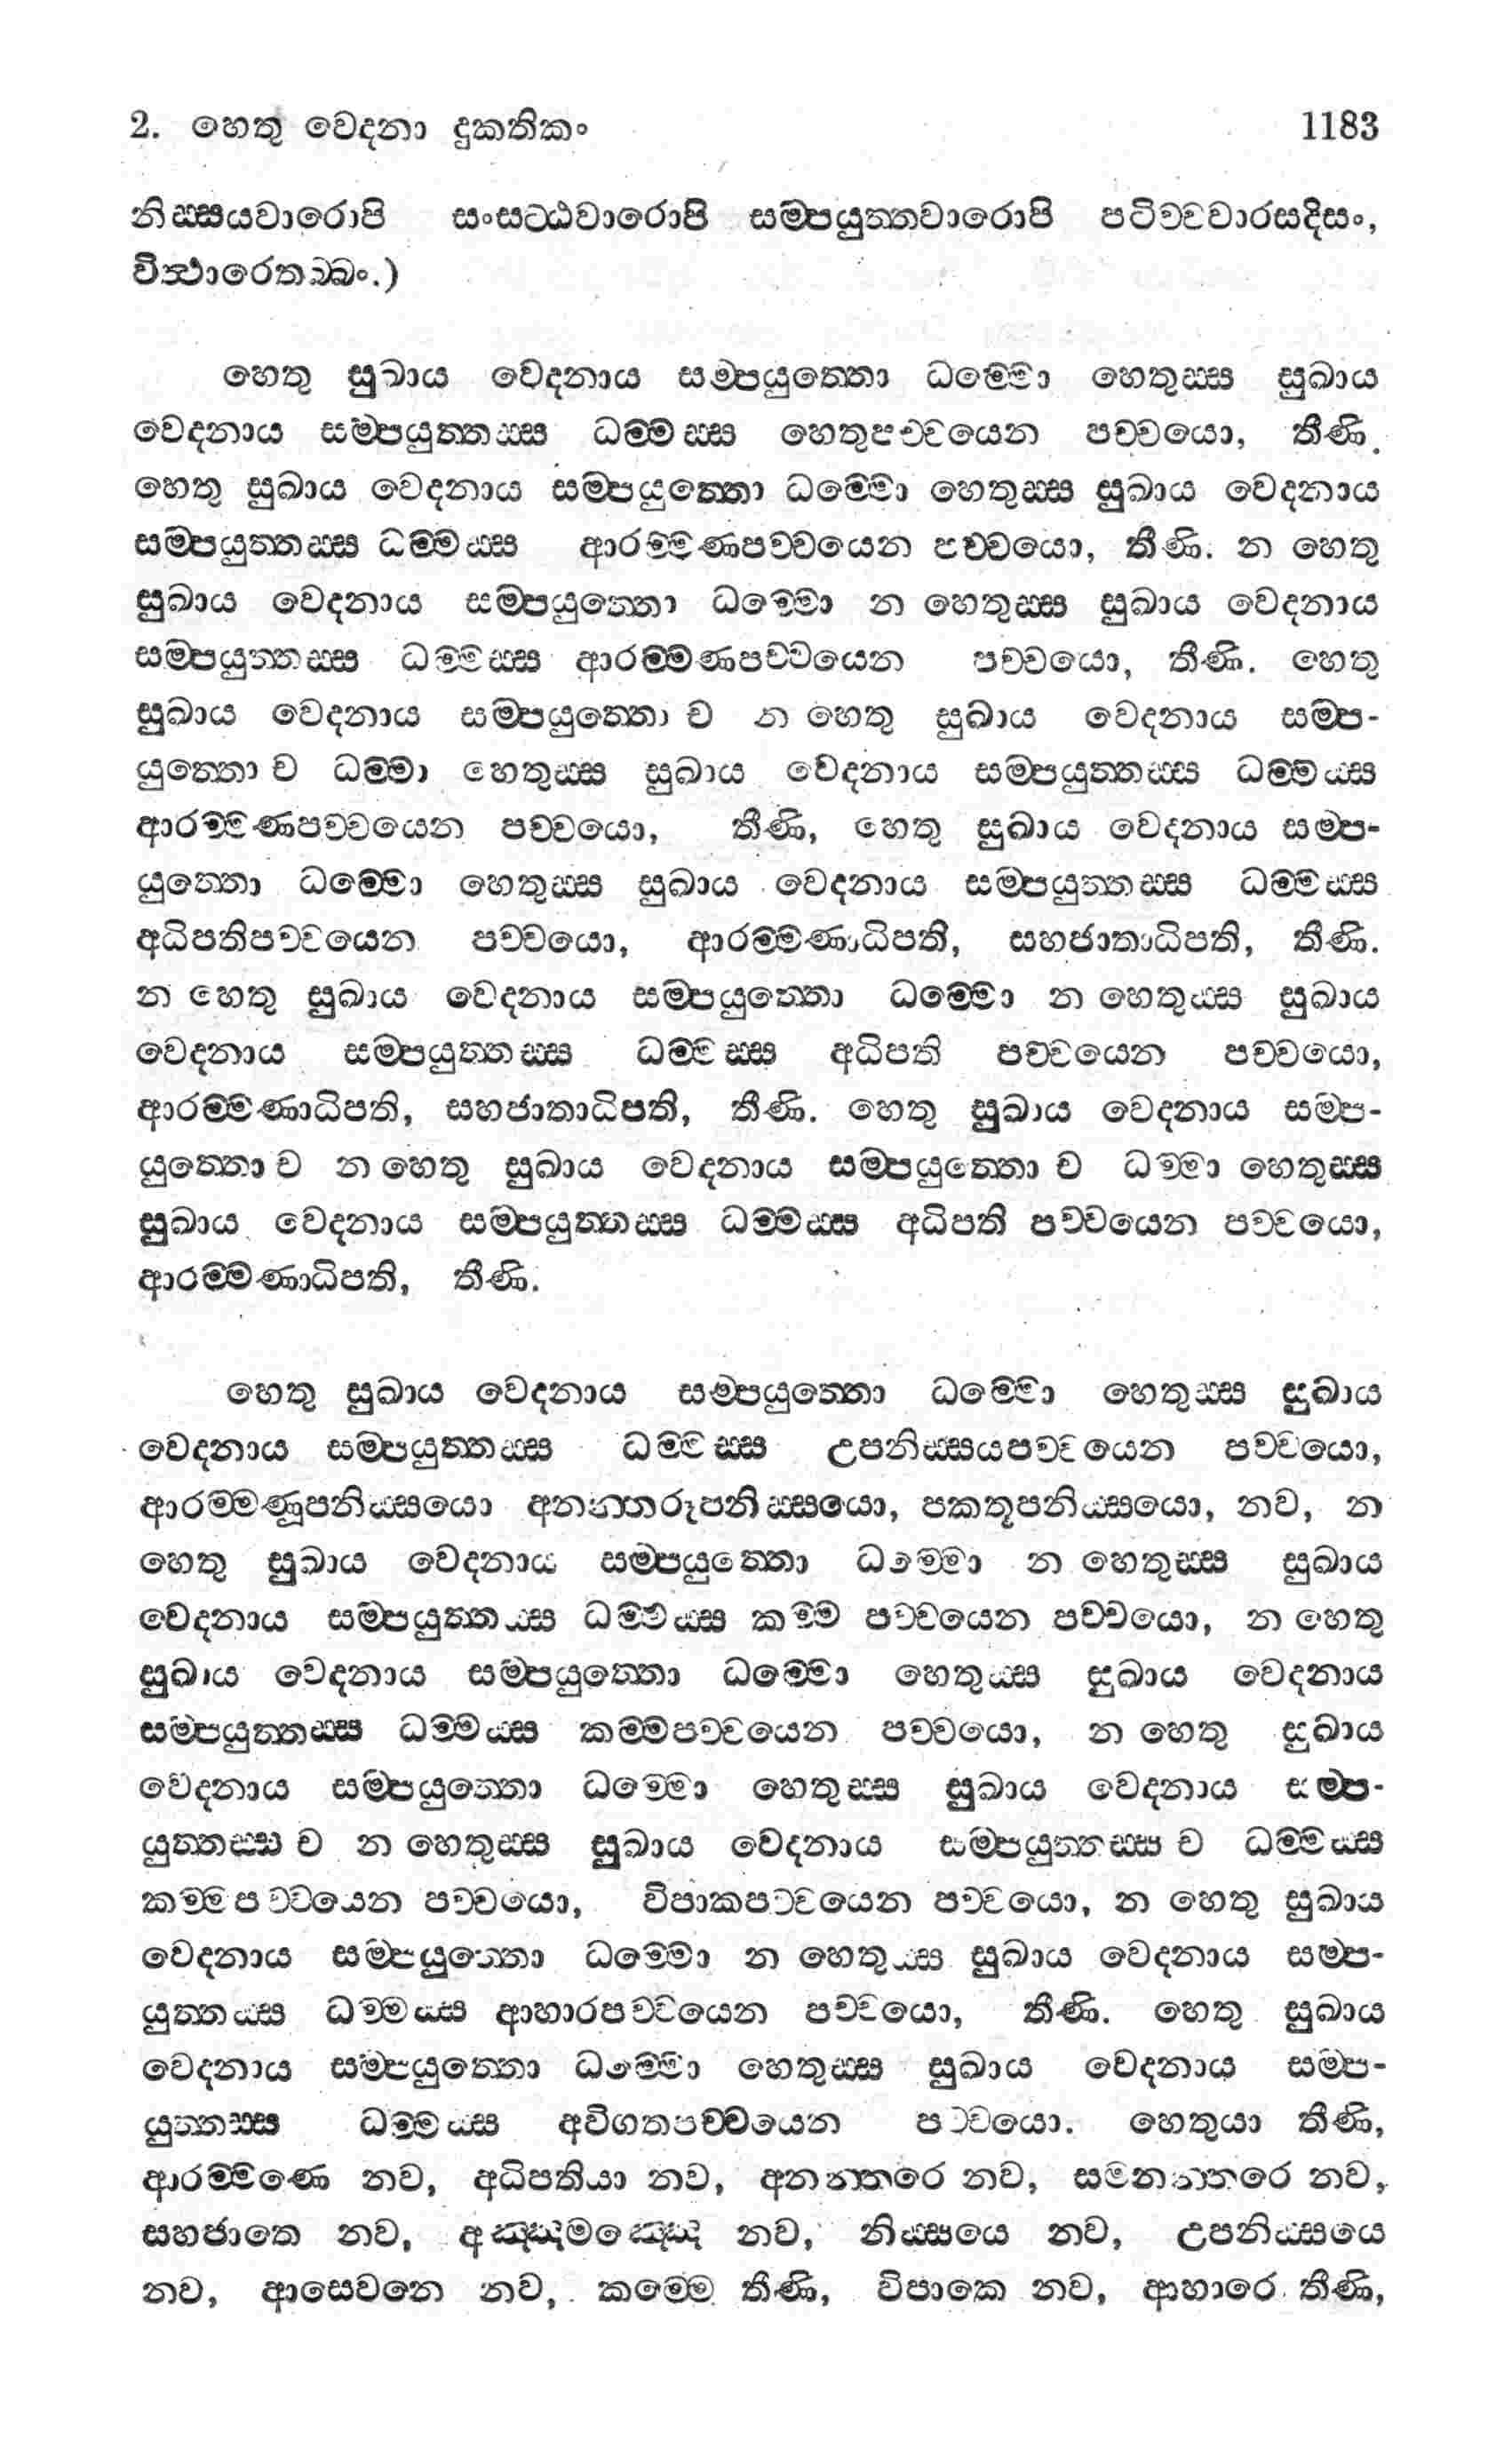 2. හෙතු වෙදනා දුකතිකං 1183
නිස්සයවාරොපි සංසට්ඨවාරොපි සම්පයුත්තවාරොපි පටිච්චවාරසදිසං,
විත්ථාරෙතබ්බං.)
හෙතු සුඛාය වෙදනාය සම්පයුත්තො ධම්මො හෙතුස්ස සුඛාය
වෙදනාය සම්පයුත්තස්ස ධම්මස්ස හෙතුපච්චයෙන පච්චයො, තීණි.
හෙතු සුඛාය වෙදනාය සම්පයුත්තො ධම්මො හෙතුස්ස සුඛාය වෙදනාය
සම්පයුත්තස්ස ධම්මස්ස ආරම්මණපච්චයෙන පච්චයො, තීණි. න හෙතු
සුඛාය වෙදනාය සම්පයුත්තො ධම්මො න හෙතුස්ස සුඛාය වෙදනාය
සම්පයුත්තස්ස ධම්මස්ස ආරම්මණපච්චයෙන පච්චයො, තීණි. හෙතු
සුඛාය වෙදනාය සම්පයුත්තො ච න හෙතු සුඛාය වෙදනාය සම්ප-
යුත්තො ච ධම්මා හෙතුස්ස සුඛාය වෙදනාය සම්පයුත්තස්ස ධම්මස්ස
ආරම්මණපච්චයෙන පච්චයො, තීණි, හෙතු සුඛාය වෙදනාය සම්ප-
යුත්තො ධම්මො හෙතුස්ස සුඛාය වෙදනාය සම්පයුත්තස්ස ධම්මස්ස
අධිපතිපච්චයෙන පච්චයො, ආරම්මණාධිපති, සහජාතාධිපති, තීණි.
න හෙතු සුඛාය වෙදනාය සම්පයුත්තො ධම්මො න හෙතුස්ස සුඛාය
වෙදනාය සම්පයුත්තස්ස ධම්මස්ස අධිපති පච්චයෙන පච්චයො,
ආරම්මණාධිපති, සහජාතාධිපති, තීණි. හෙතු සුඛාය වෙදනාය සම්ප-
යුත්තො ච න හෙතු සුඛාය වෙදනාය සම්පයුත්තො ච ධම්මා හෙතුස්ස
සුඛාය වෙදනාය සම්පයුත්තස්ස ධම්මස්ස අධිපති පච්චයෙන පච්චයො,
ආරම්මණාධිපති, තීණි.
හෙතු සුඛාය වෙදනාය සම්පයුත්තො ධම්මො හෙතුස්ස සුඛාය
වෙදනාය සම්පයුත්තස්ස ධම්මස්ස උපනිස්සයපච්චයෙන පච්චයො,
ආරම්මණූපනිස්සයො අනන්තරූපනිස්සයො, පකතූපනිස්සයො, නව, න
හෙතු සුඛාය වෙදනාය සම්පයුත්තො ධම්මො න හෙතුස්ස සුඛාය
වෙදනාය සම්පයුත්තස්ස ධම්මස්ස කම්ම පච්චයෙන පච්චයො, න හෙතු
සුඛාය වෙදනාය සම්පයුත්තො ධම්මො හෙතුස්ස සුඛාය වෙදනාය
සම්පයුත්තස්ස ධම්මස්ස කම්මපච්චයෙන පච්චයො, න හෙතු සුඛාය
වෙදනාය සම්පයුත්තො ධම්මො හෙතුස්ස සුඛාය වෙදනාය සම්ප-
යුත්තස්ස ච න හෙතුස්ස සුඛාය වෙදනාය සම්පයුත්තස්ස ච ධම්මස්ස
කම්මපච්චයෙන පච්චයො, විපාකපච්චයෙන පච්චයො, න හෙතු සුඛාය
වෙදනාය සම්පයුත්තො ධම්මො න හෙතුස්ස සුඛාය වෙදනාය සම්ප-
යුත්තස්ස ධම්මස්ස ආහාරපච්චයෙන පච්චයො, තීණි. හෙතු සුඛාය
වෙදනාය සම්පයුත්තො ධම්මො හෙතුස්ස සුඛාය වෙදනාය සම්ප-
යුත්තස්ස ධම්මස්ස අවිගතපච්චයෙන පච්චයො. හෙතුයා තීණි,
ආරම්මණෙ නව, අධිපතියා නව, අනන්තරෙ නව, සමනන්තරෙ නව,
සහජාතෙ නව, අඤ්ඤමඤ්ඤෙ නව, නිස්සයෙ නව, උපනිස්සයෙ
නව, ආසෙවනෙ නව, කම්මෙ තීණි, විපාකෙ නව, ආහාරෙ තීණි,